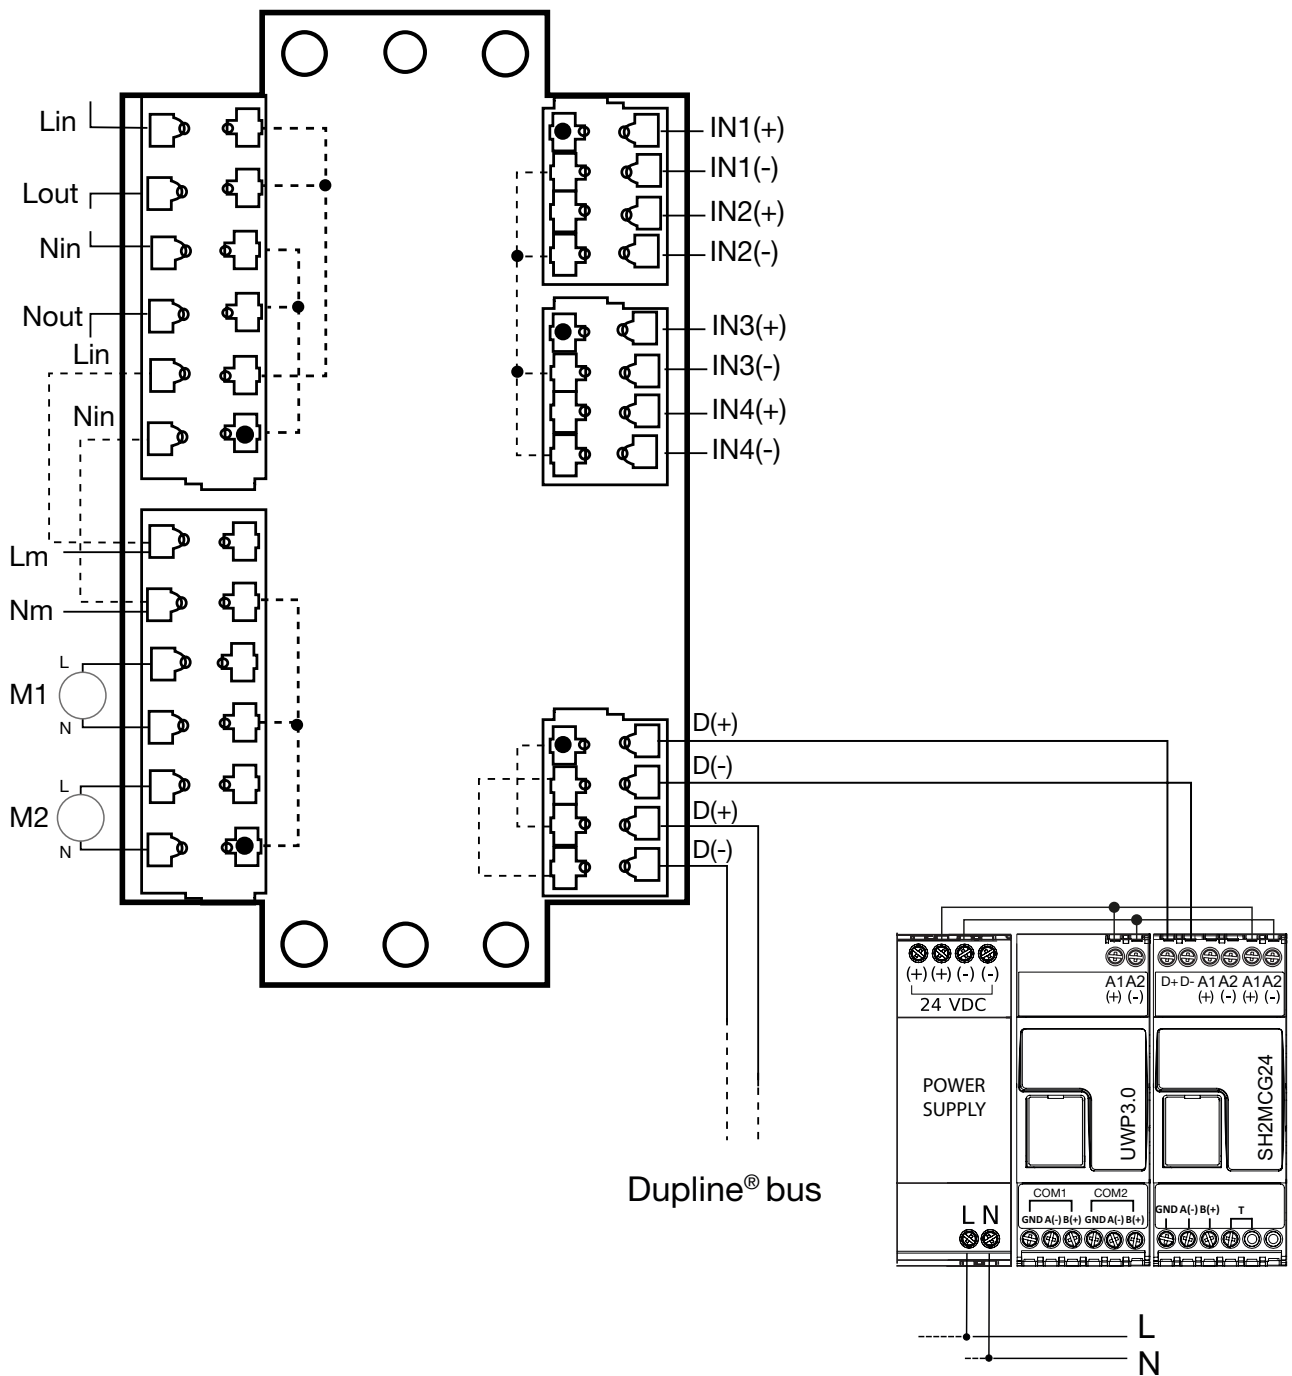 Lin
Lout
Nin
Nout
Lin
Nin
Lm
Nm
L
M1
N
L
M2
N
IN1(+)
IN1(-)
IN2(+)
IN2(-)
IN3(+)
IN3(-)
IN4(+)
IN4(-)
D(+)
D(-)
D(+)
D(-)
Dupline® bus
(+) (+) (-) (-)
24 VDC
POWER
SUPPLY
L N
A1 A2
(+) (-)
UWP3.0
COM1 COM2
GND A(-) B(+) GND A(-) B(+)
D+ D- A1 A2 A1 A2
(+) (-) (+) (-)
SH2MCG24
GND A(-) B(+) T
L
N